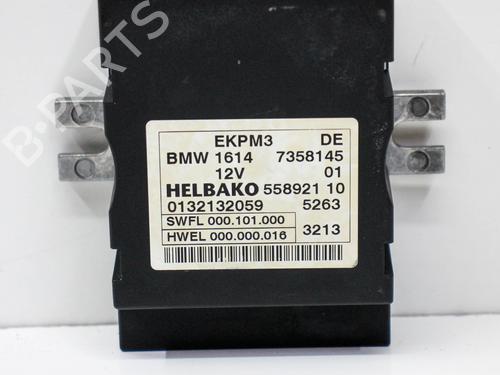 EKPM3 DE
BMW 1614 7358145
12V 01
HELBAKO 558921 10
0132132059 5263
SWFL 000.101.000
HWEL 000.000.016 3213
B-PARTS